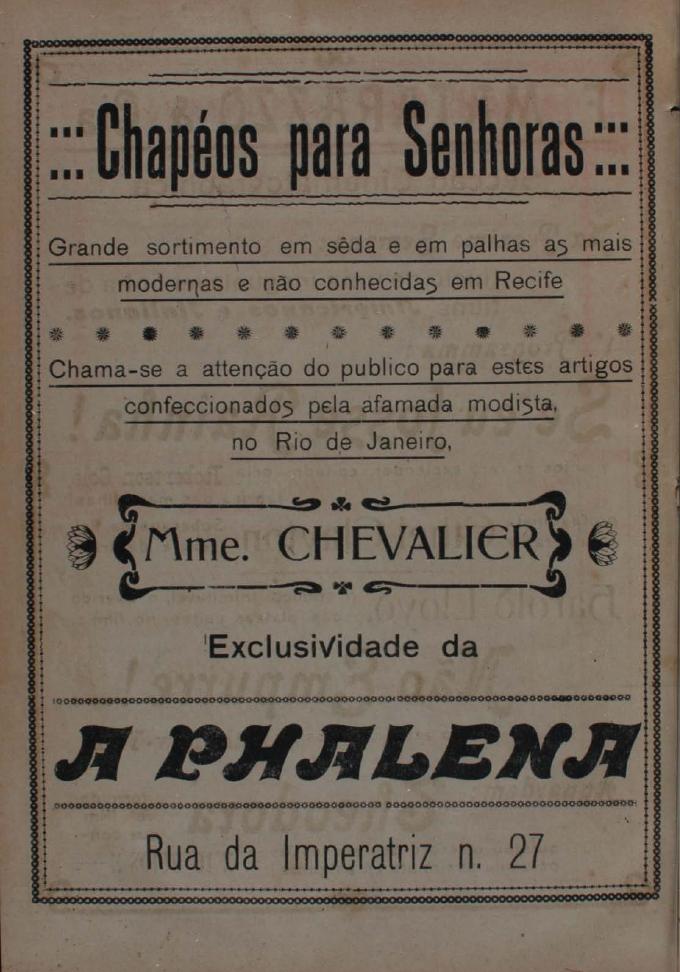 ::: Chapéos para Senhoras :::
Grande sortimento em sêda e em palhas as mais
modernas e não conhecidas em Recife
Chama-se a attenção do publico para estes artigos
confeccionados pela afamada modista,
no Rio de Janeiro,
Mme. CHEVALIER
Exclusividade da
A PHALENA
Rua da Imperatriz n. 27